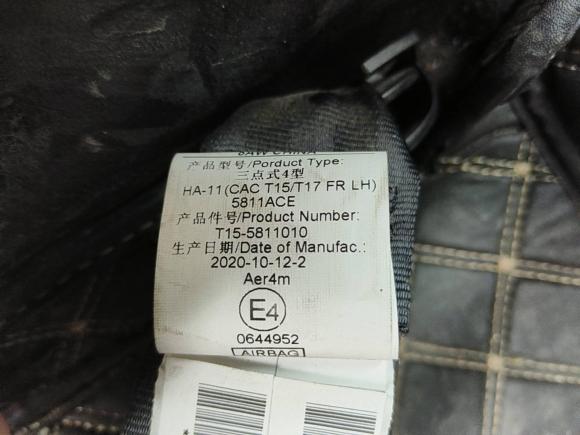 SAW CHINA
产品型号/Porduct Type:
三点式4型
HA-11(CAC T15/T17 FR LH)
5811ACE
产品件号/Product Number:
T15-5811010
生产日期/Date of Manufac.:
2020-10-12-2
Aer4m
E4
0644952
AIRBAG